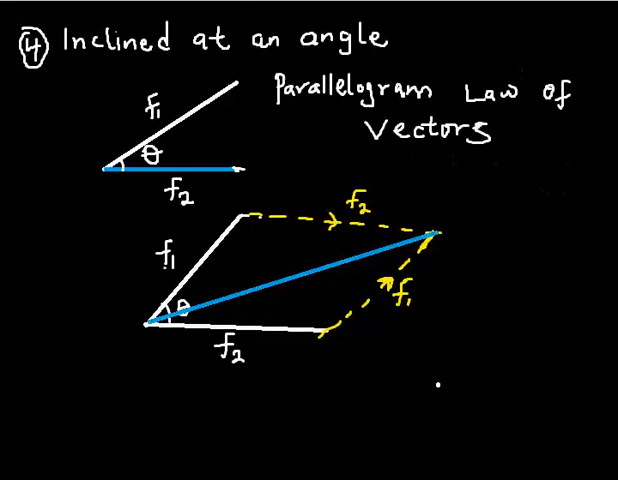 4 Inclined at an angle
Parallelogram Law of
Vectors
f₁
θ
f₂
f₂
f₁
θ
f₁
f₂